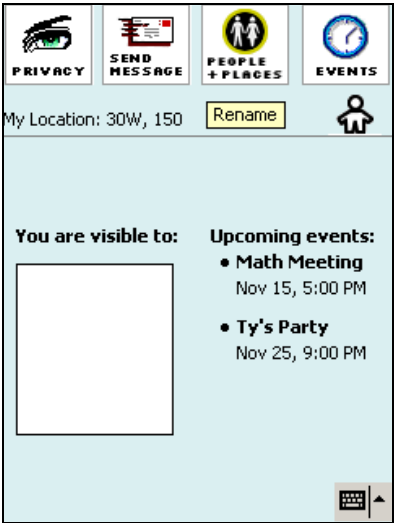 PRIVACY
SEND
MESSAGE
PEOPLE
+ PLACES
EVENTS
My Location: 30W, 150
Rename
You are visible to:
Upcoming events:
• Math Meeting
Nov 15, 5:00 PM
• Ty's Party
Nov 25, 9:00 PM